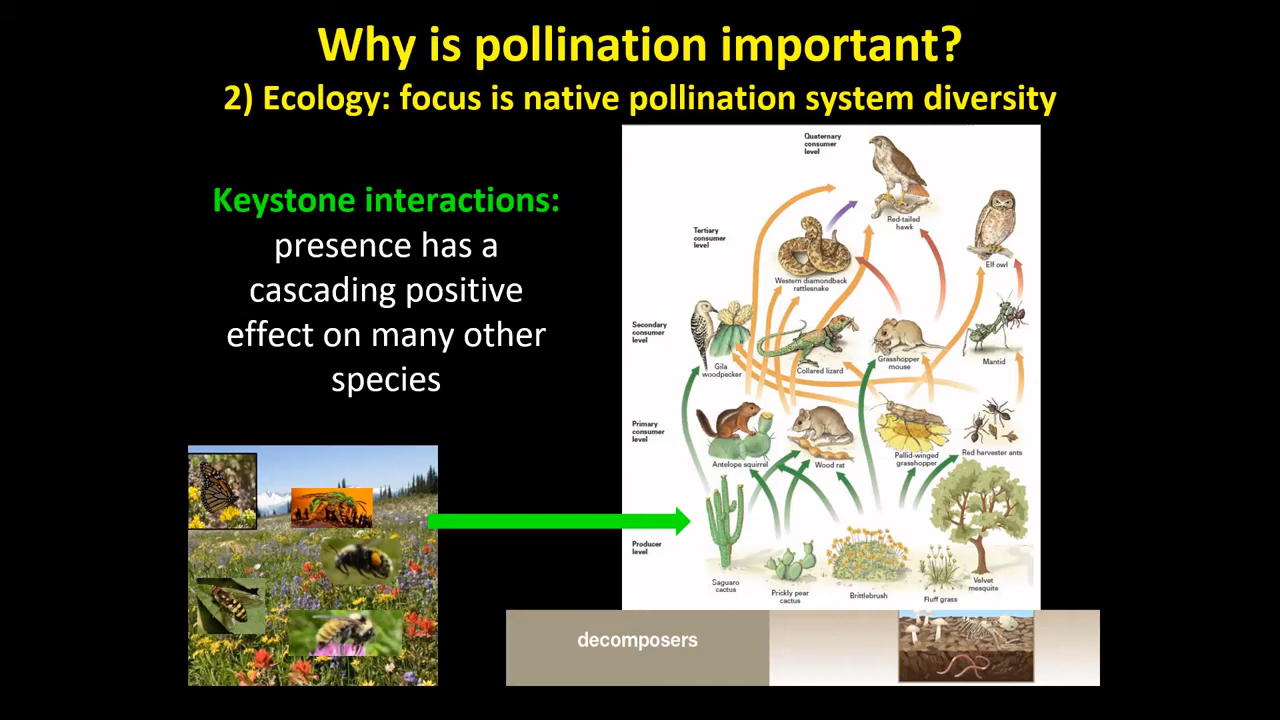 Why is pollination important?
2) Ecology: focus is native pollination system diversity
Keystone interactions:
presence has a
cascading positive
effect on many other
species
Quaternary
consumer
level
Red-tailed
hawk
Tertiary
consumer
level
Elf owl
Western diamondback
rattlesnake
Secondary
consumer
level
Gila
woodpecker
Collared lizard
Grasshopper
mouse
Mantid
Primary
consumer
level
Antelope squirrel
Wood rat
Pallid-winged
grasshopper
Red harvester ants
Producer
level
Saguaro
cactus
Prickly pear
cactus
Brittlebrush
Fluff grass
Velvet
mesquite
decomposers